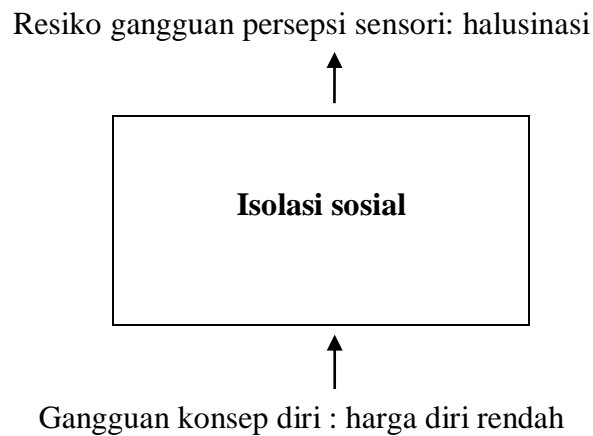 Resiko gangguan persepsi sensori: halusinasi
Isolasi sosial
Gangguan konsep diri : harga diri rendah